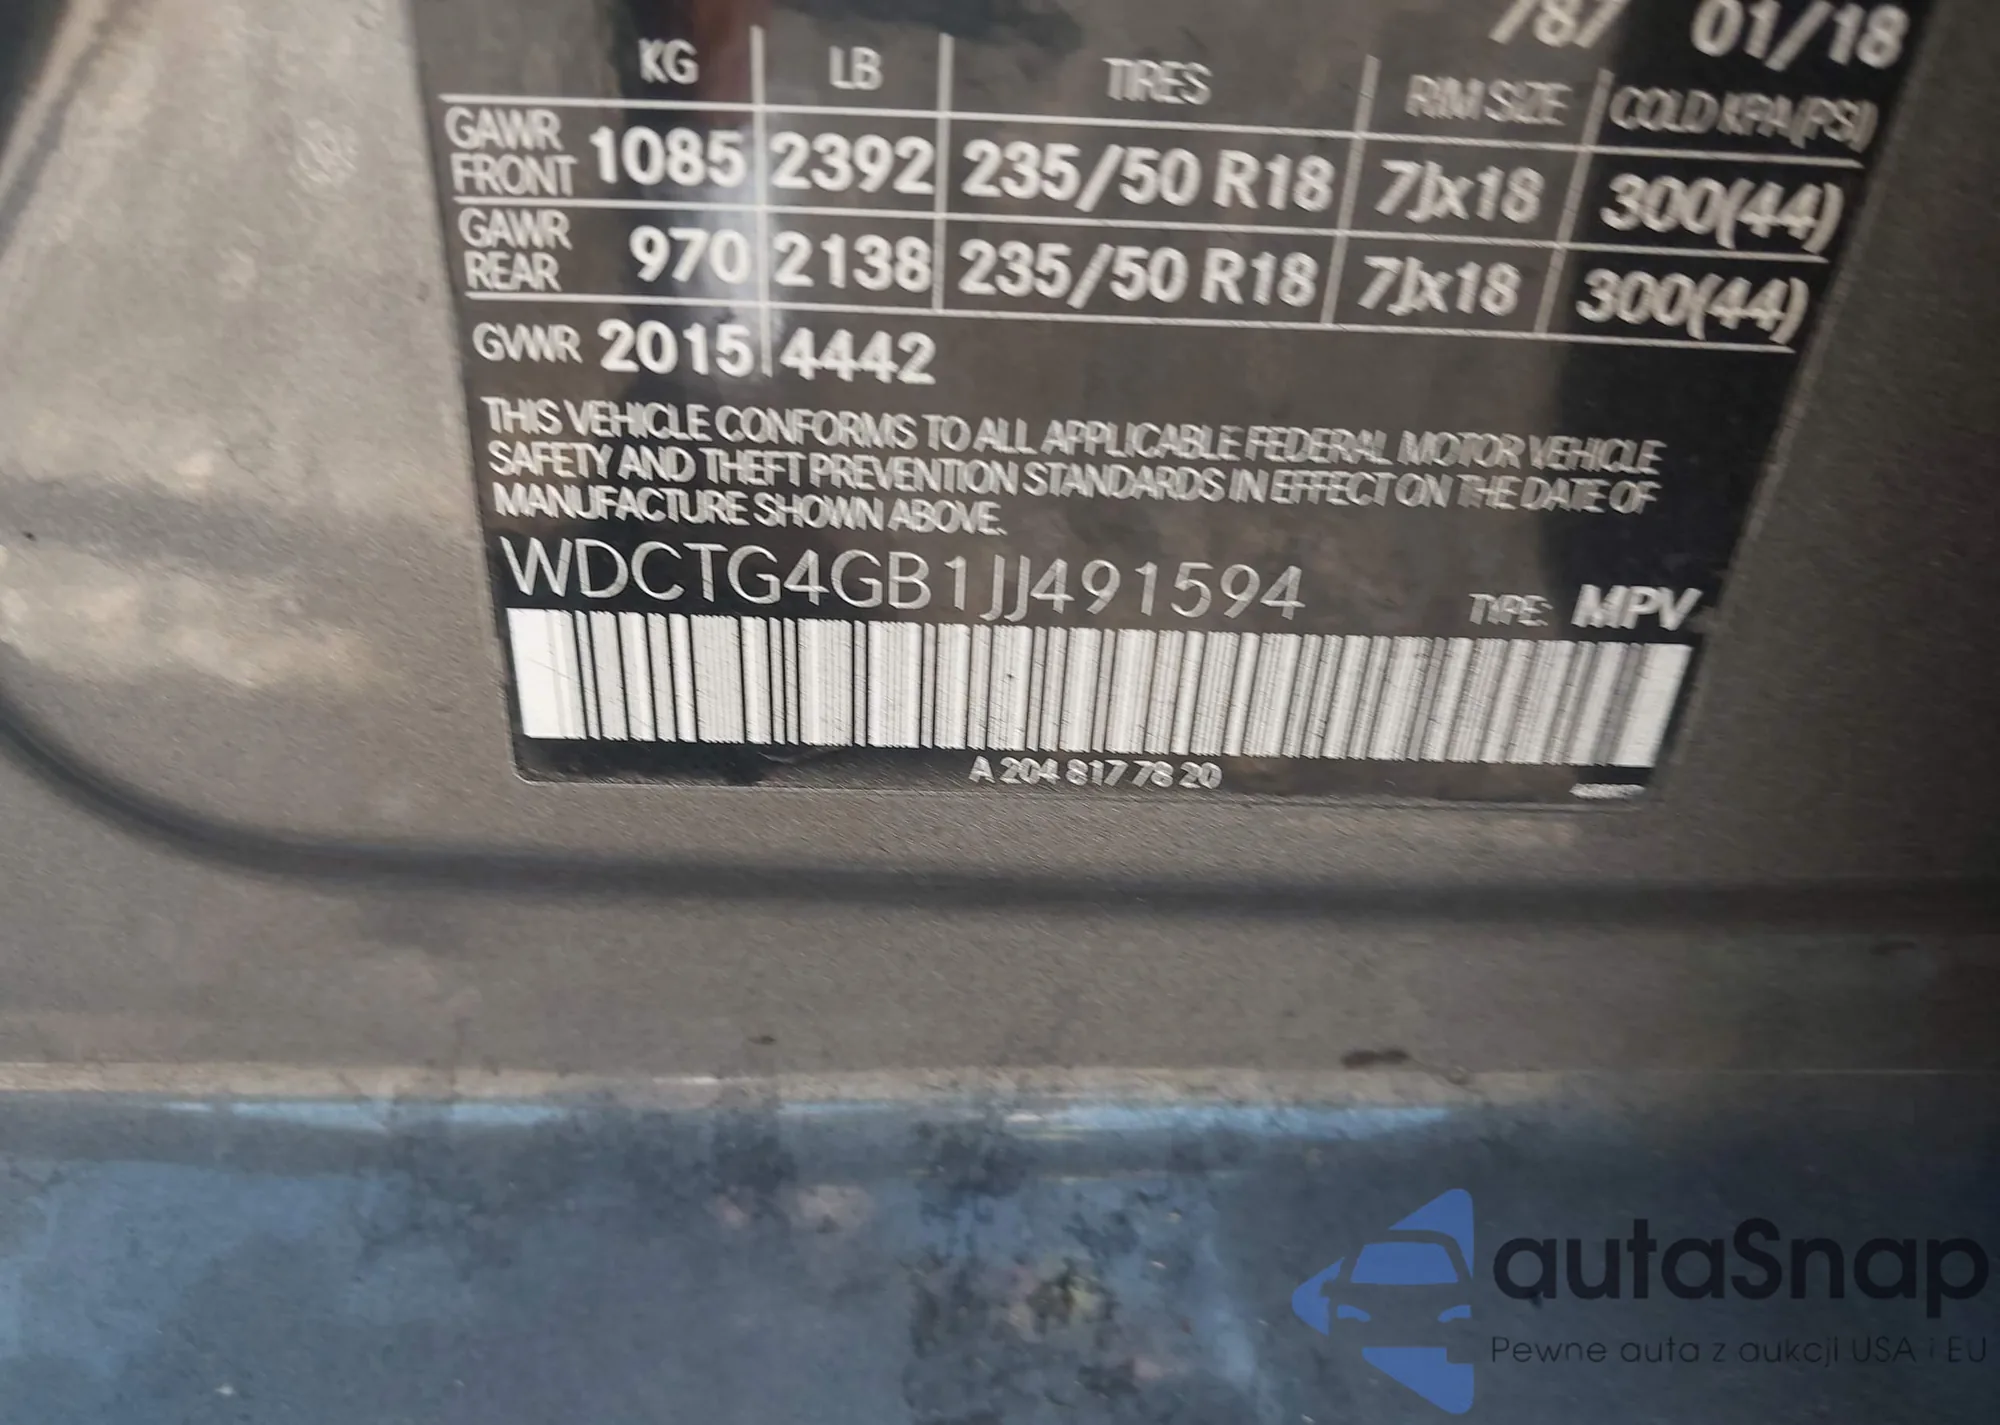 787 01/18
KG LB TIRES RIM SIZE COLD KPA(PSI)
GAWR FRONT 1085 2392 235/50 R18 7Jx18 300(44)
GAWR REAR 970 2138 235/50 R18 7Jx18 300(44)
GVWR 2015 4442
THIS VEHICLE CONFORMS TO ALL APPLICABLE FEDERAL MOTOR VEHICLE
SAFETY AND THEFT PREVENTION STANDARDS IN EFFECT ON THE DATE OF
MANUFACTURE SHOWN ABOVE.
WDCTG4GB1JJ491594 TYPE: MPV
A 204 817 78 20
autaSnap
Pewne auta z aukcji USA i EU